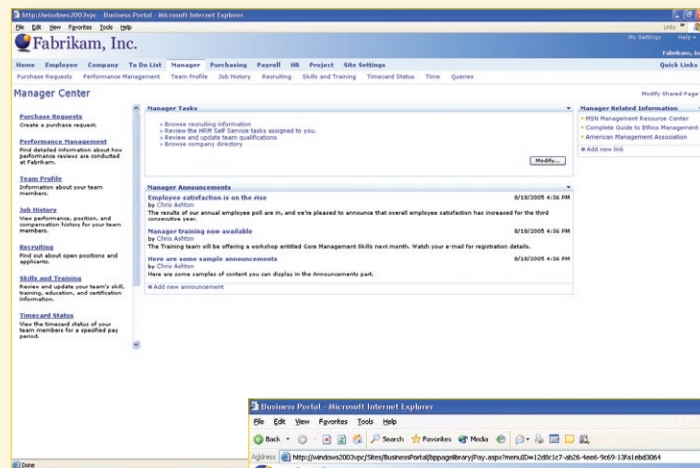 http://windows2003vpc - Business Portal - Microsoft Internet Explorer
File Edit View Favorites Tools Help
Links »
Fabrikam, Inc.
My Settings Help
Fabrikam, In
Home Employee Company To Do List Manager Purchasing Payroll HR Project Site Settings
Quick Links
Purchase Requests Performance Management Team Profile Job History Recruiting Skills and Training Timecard Status Time Queries
Manager Center
Modify Shared Page
Purchase Requests
Create a purchase request.
Performance Management
Find detailed information about how
performance reviews are conducted
at Fabrikam.
Team Profile
Information about your team
members.
Job History
View performance, position, and
compensation history for your team
members.
Recruiting
Find out about open positions and
applicants.
Skills and Training
Review and update your team's skill,
training, education, and certification
information.
Timecard Status
View the timecard status of your
team members for a specified pay
period.
Manager Tasks
» Browse recruiting information
» Review the HRM Self Service tasks assigned to you.
» Review and update team qualifications
» Browse company directory
Modify...
Manager Announcements
Employee satisfaction is on the rise 8/18/2005 4:36 PM
by Chris Ashton
The results of our annual employee poll are in, and we're pleased to announce that overall employee satisfaction has increased for the third
consecutive year.
Manager training now available 8/18/2005 4:36 PM
by Chris Ashton
The Training team will be offering a workshop entitled Core Management Skills next month. Watch your e-mail for registration details.
Here are some sample announcements 8/18/2005 4:36 PM
by Chris Ashton
Here are some samples of content you can display in the Announcements part.
Add new announcement
Manager Related Information
MSN Management Resource Center
Complete Guide to Ethics Management
American Management Association
Add new link
Done
Business Portal - Microsoft Internet Explorer
File Edit View Favorites Tools Help
Back Search Favorites Media
Address http://windows2003vpc/Sites/BusinessPortal/bppagelibrary/Pay.aspx?menuID=12d8c1c7-ab26-4ee6-9c69-13fa1ebd3064